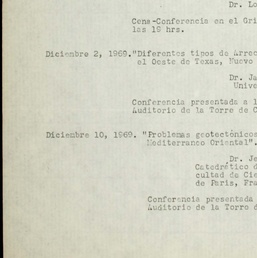 Dr. Lo
Cene-Conferencia en el Gri
las 19 hrs.
Diciembre 2, 1969. "Diferentes tipos de Arrec
el Oeste de Texas, Nuevo
Dr. Ja
Unive
Conferencia presentada a l
Auditorio de la Torre de C
Diciembre 10, 1969. "Problemas geotectónicos
Mediterraneo Oriental".
Dr. Je
Catedrático d
cultad de Cie
de Paris, Fra
Conferencia presentada
Auditorio de la Torre d